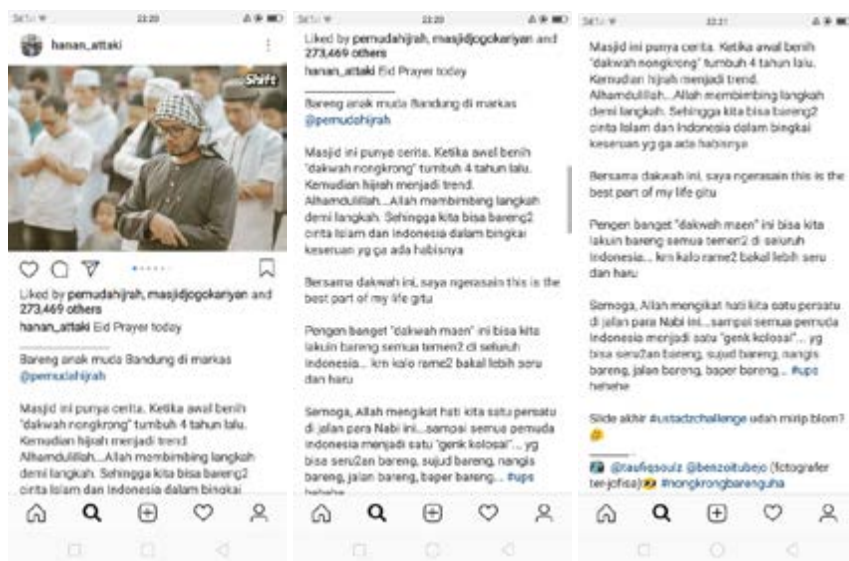 22:20
hanan_attaki
Shift
Liked by pemudahijrah, masjidjogokariyan and
273,469 others
hanan_attaki Eid Prayer today
Bareng anak muda Bandung di markas
@pemudahijrah
Masjid ini punya cerita. Ketika awal benih
"dakwah nongkrong" tumbuh 4 tahun lalu.
Kemudian hijrah menjadi trend.
Alhamdulillah...Allah membimbing langkah
demi langkah. Sehingga kita bisa bareng2
cinta Islam dan Indonesia dalam bingkai
22:20
Liked by pemudahijrah, masjidjogokariyan and
273,469 others
hanan_attaki Eid Prayer today
Bareng anak muda Bandung di markas
@pemudahijrah
Masjid ini punya cerita. Ketika awal benih
"dakwah nongkrong" tumbuh 4 tahun lalu.
Kemudian hijrah menjadi trend.
Alhamdulillah...Allah membimbing langkah
demi langkah. Sehingga kita bisa bareng2
cinta Islam dan Indonesia dalam bingkai
keseruan yg ga ada habisnya
Bersama dakwah ini, saya ngerasain this is the
best part of my life gitu
Pengen banget "dakwah maen" ini bisa kita
lakuin bareng semua temen2 di seluruh
Indonesia... krn kalo rame2 bakal lebih seru
dan haru
Semoga, Allah mengikat hati kita satu persatu
di jalan para Nabi ini...sampai semua pemuda
Indonesia menjadi satu "genk kolosal"... yg
bisa seru2an bareng, sujud bareng, nangis
bareng, jalan bareng, baper bareng... #ups
hehehe
22:21
Masjid ini punya cerita. Ketika awal benih
"dakwah nongkrong" tumbuh 4 tahun lalu.
Kemudian hijrah menjadi trend.
Alhamdulillah...Allah membimbing langkah
demi langkah. Sehingga kita bisa bareng2
cinta Islam dan Indonesia dalam bingkai
keseruan yg ga ada habisnya
Bersama dakwah ini, saya ngerasain this is the
best part of my life gitu
Pengen banget "dakwah maen" ini bisa kita
lakuin bareng semua temen2 di seluruh
Indonesia... krn kalo rame2 bakal lebih seru
dan haru
Semoga, Allah mengikat hati kita satu persatu
di jalan para Nabi ini...sampai semua pemuda
Indonesia menjadi satu "genk kolosal"... yg
bisa seru2an bareng, sujud bareng, nangis
bareng, jalan bareng, baper bareng... #ups
hehehe
Slide akhir #ustadzchallenge udah mirip blom?
@taufiqsoulz @benzoitubejo (fotografer
ter-jofisa) #nongkrongbarenguha